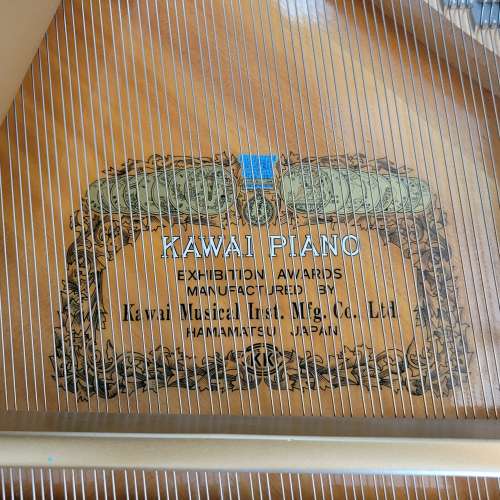 KAWAI PIANO
EXHIBITION AWARDS
MANUFACTURED BY
Kawai Musical Inst. Mfg. Co., Ltd.
HAMAMATSU JAPAN
KK